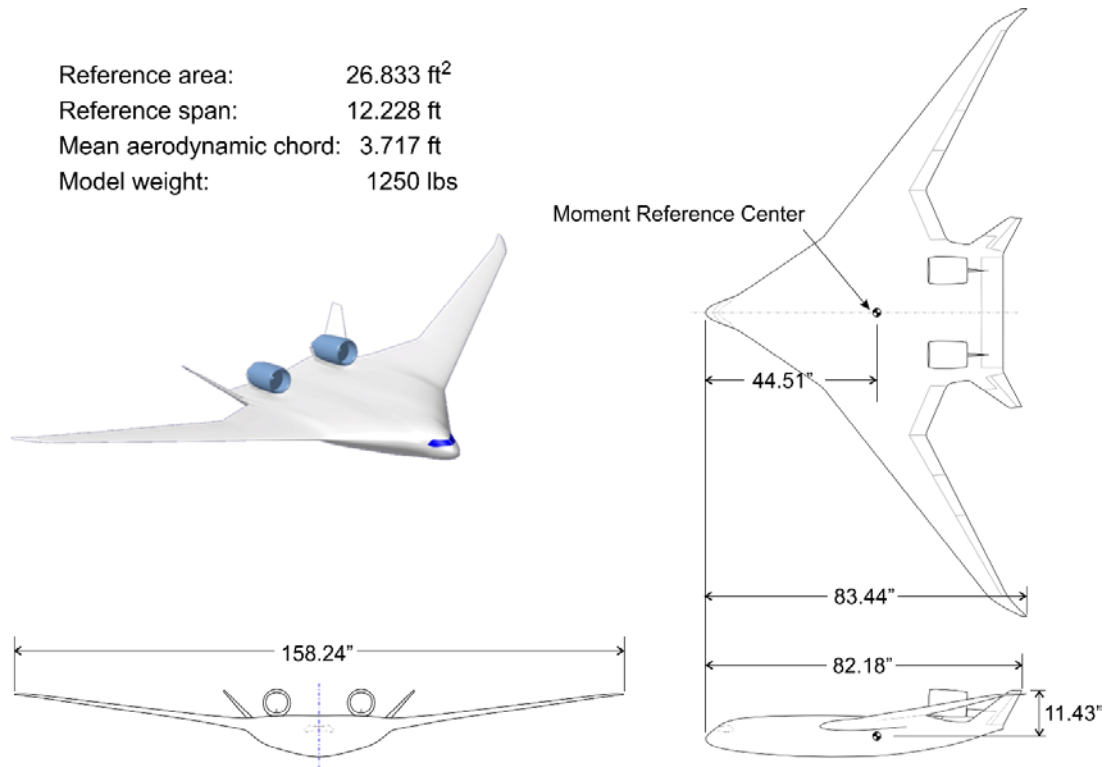 Reference area: 26.833 ft²
Reference span: 12.228 ft
Mean aerodynamic chord: 3.717 ft
Model weight: 1250 lbs
Moment Reference Center
44.51”
83.44”
158.24”
82.18”
11.43”